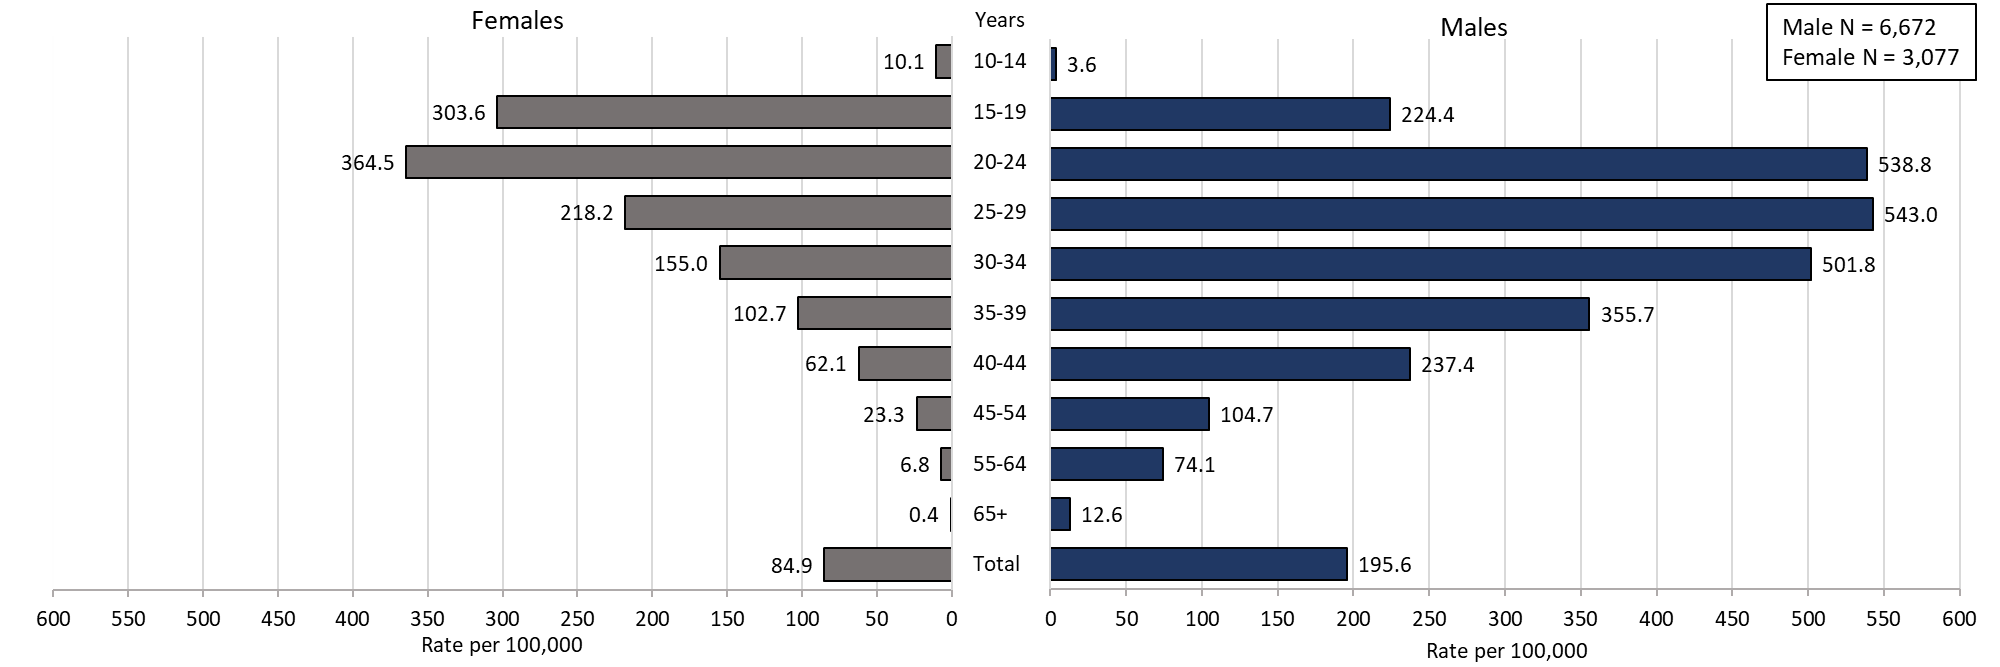 Females Years Males
Male N = 6,672
Female N = 3,077
10.1 10-14 3.6
303.6 15-19 224.4
364.5 20-24 538.8
218.2 25-29 543.0
155.0 30-34 501.8
102.7 35-39 355.7
62.1 40-44 237.4
23.3 45-54 104.7
6.8 55-64 74.1
0.4 65+ 12.6
84.9 Total 195.6
600 550 500 450 400 350 300 250 200 150 100 50 0 0 50 100 150 200 250 300 350 400 450 500 550 600
Rate per 100,000 Rate per 100,000